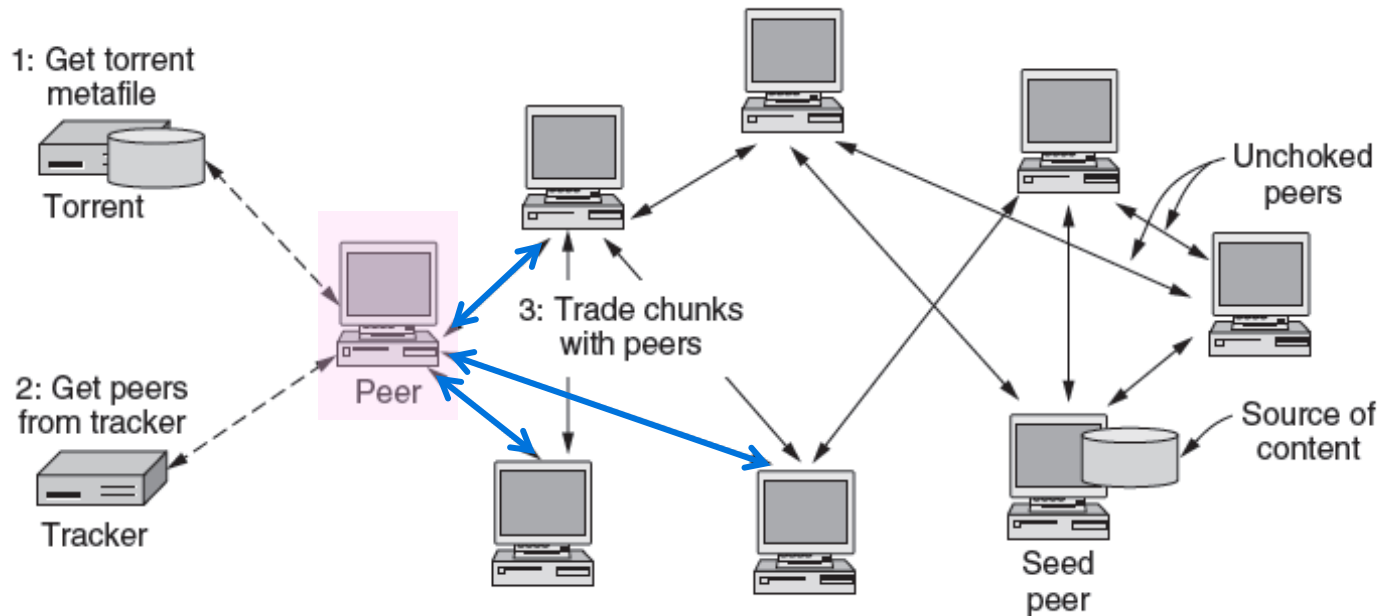 1: Get torrent
metafile
Torrent
Unchoked
peers
3: Trade chunks
with peers
Peer
2: Get peers
from tracker
Source of
content
Tracker
Seed
peer